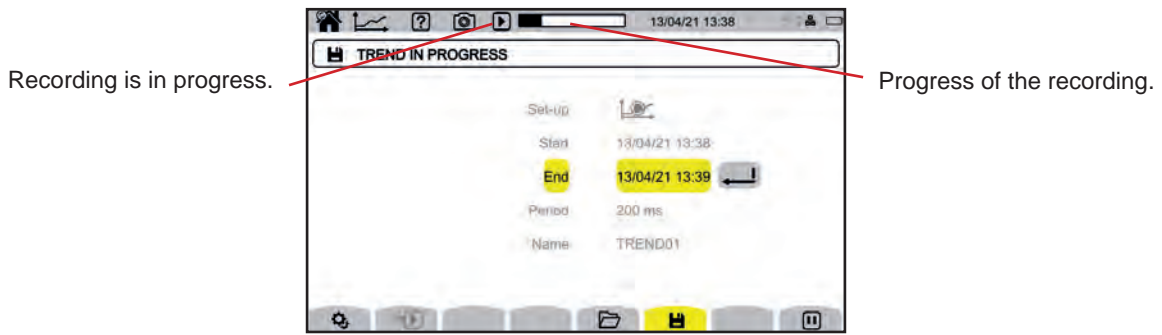 13/04/21 13:38
TREND IN PROGRESS
Recording is in progress.
Progress of the recording.
Set-up
Start 13/04/21 13:38
End 13/04/21 13:39
Period 200 ms
Name TREND01